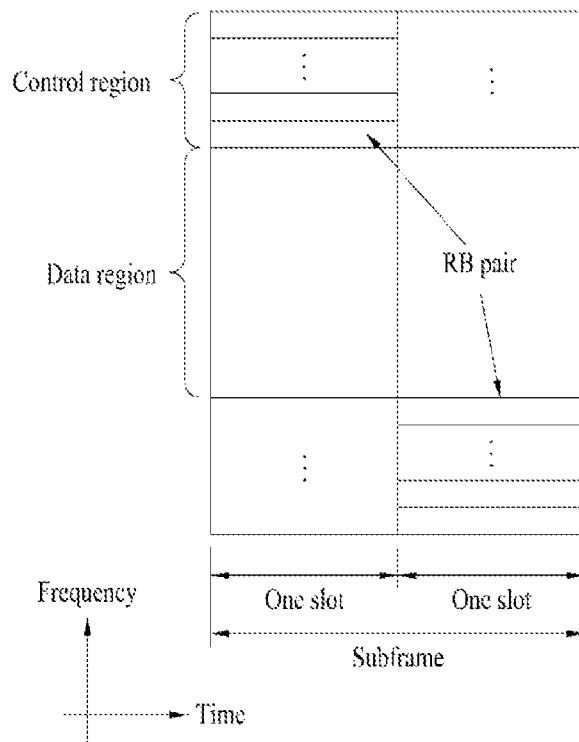 Control region
Data region
RB pair
One slot
One slot
Subframe
Frequency
Time